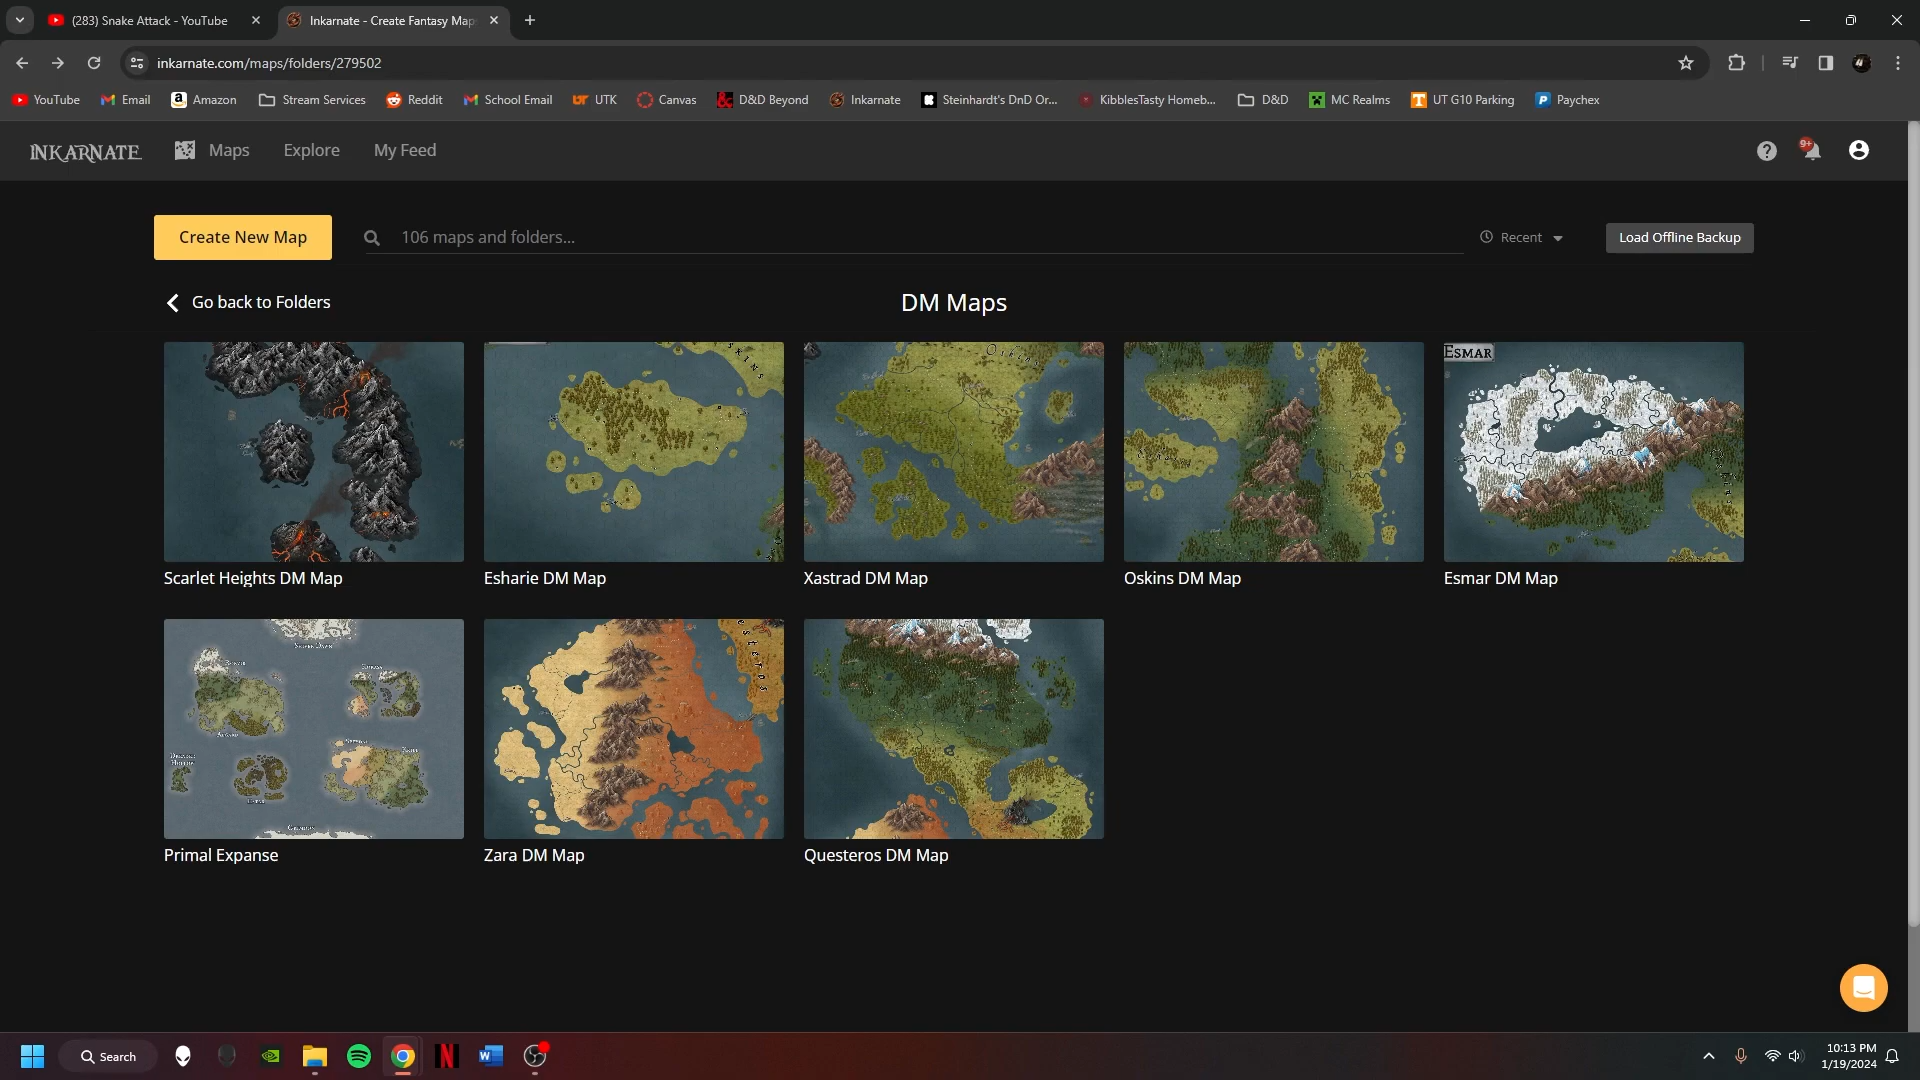 (283) Snake Attack - YouTube
Inkarnate - Create Fantasy Map
inkarnate.com/maps/folders/279502
YouTube
Email
Amazon
Stream Services
Reddit
School Email
UTK
Canvas
D&D Beyond
Inkarnate
Steinhardt's DnD Or...
KibblesTasty Homeb...
D&D
MC Realms
UT G10 Parking
Paychex
INKARNATE
Maps
Explore
My Feed
9+
Create New Map
106 maps and folders...
Recent
Load Offline Backup
Go back to Folders
DM Maps
SKINS
Oskins
ESMAR
Scarlet Heights DM Map
Esharie DM Map
Xastrad DM Map
Oskins DM Map
Esmar DM Map
Primal Expanse
Zara DM Map
Questeros DM Map
Search
10:13 PM
1/19/2024